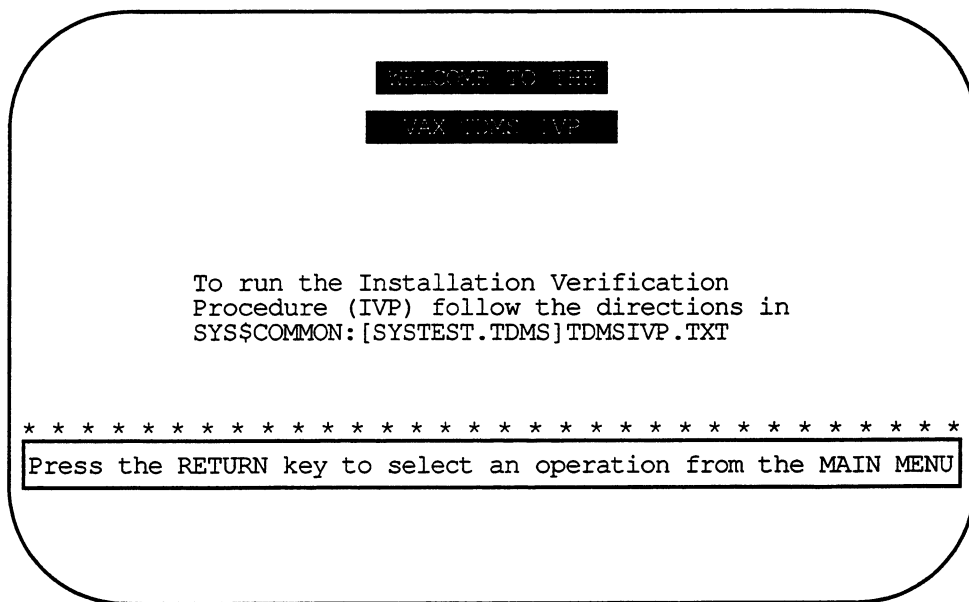 WELCOME TO THE
VAX TDMS IVP
To run the Installation Verification
Procedure (IVP) follow the directions in
SYS$COMMON:[SYSTEST.TDMS]TDMSIVP.TXT
* * * * * * * * * * * * * * * * * * * * * * * * * * * * * * * *
Press the RETURN key to select an operation from the MAIN MENU